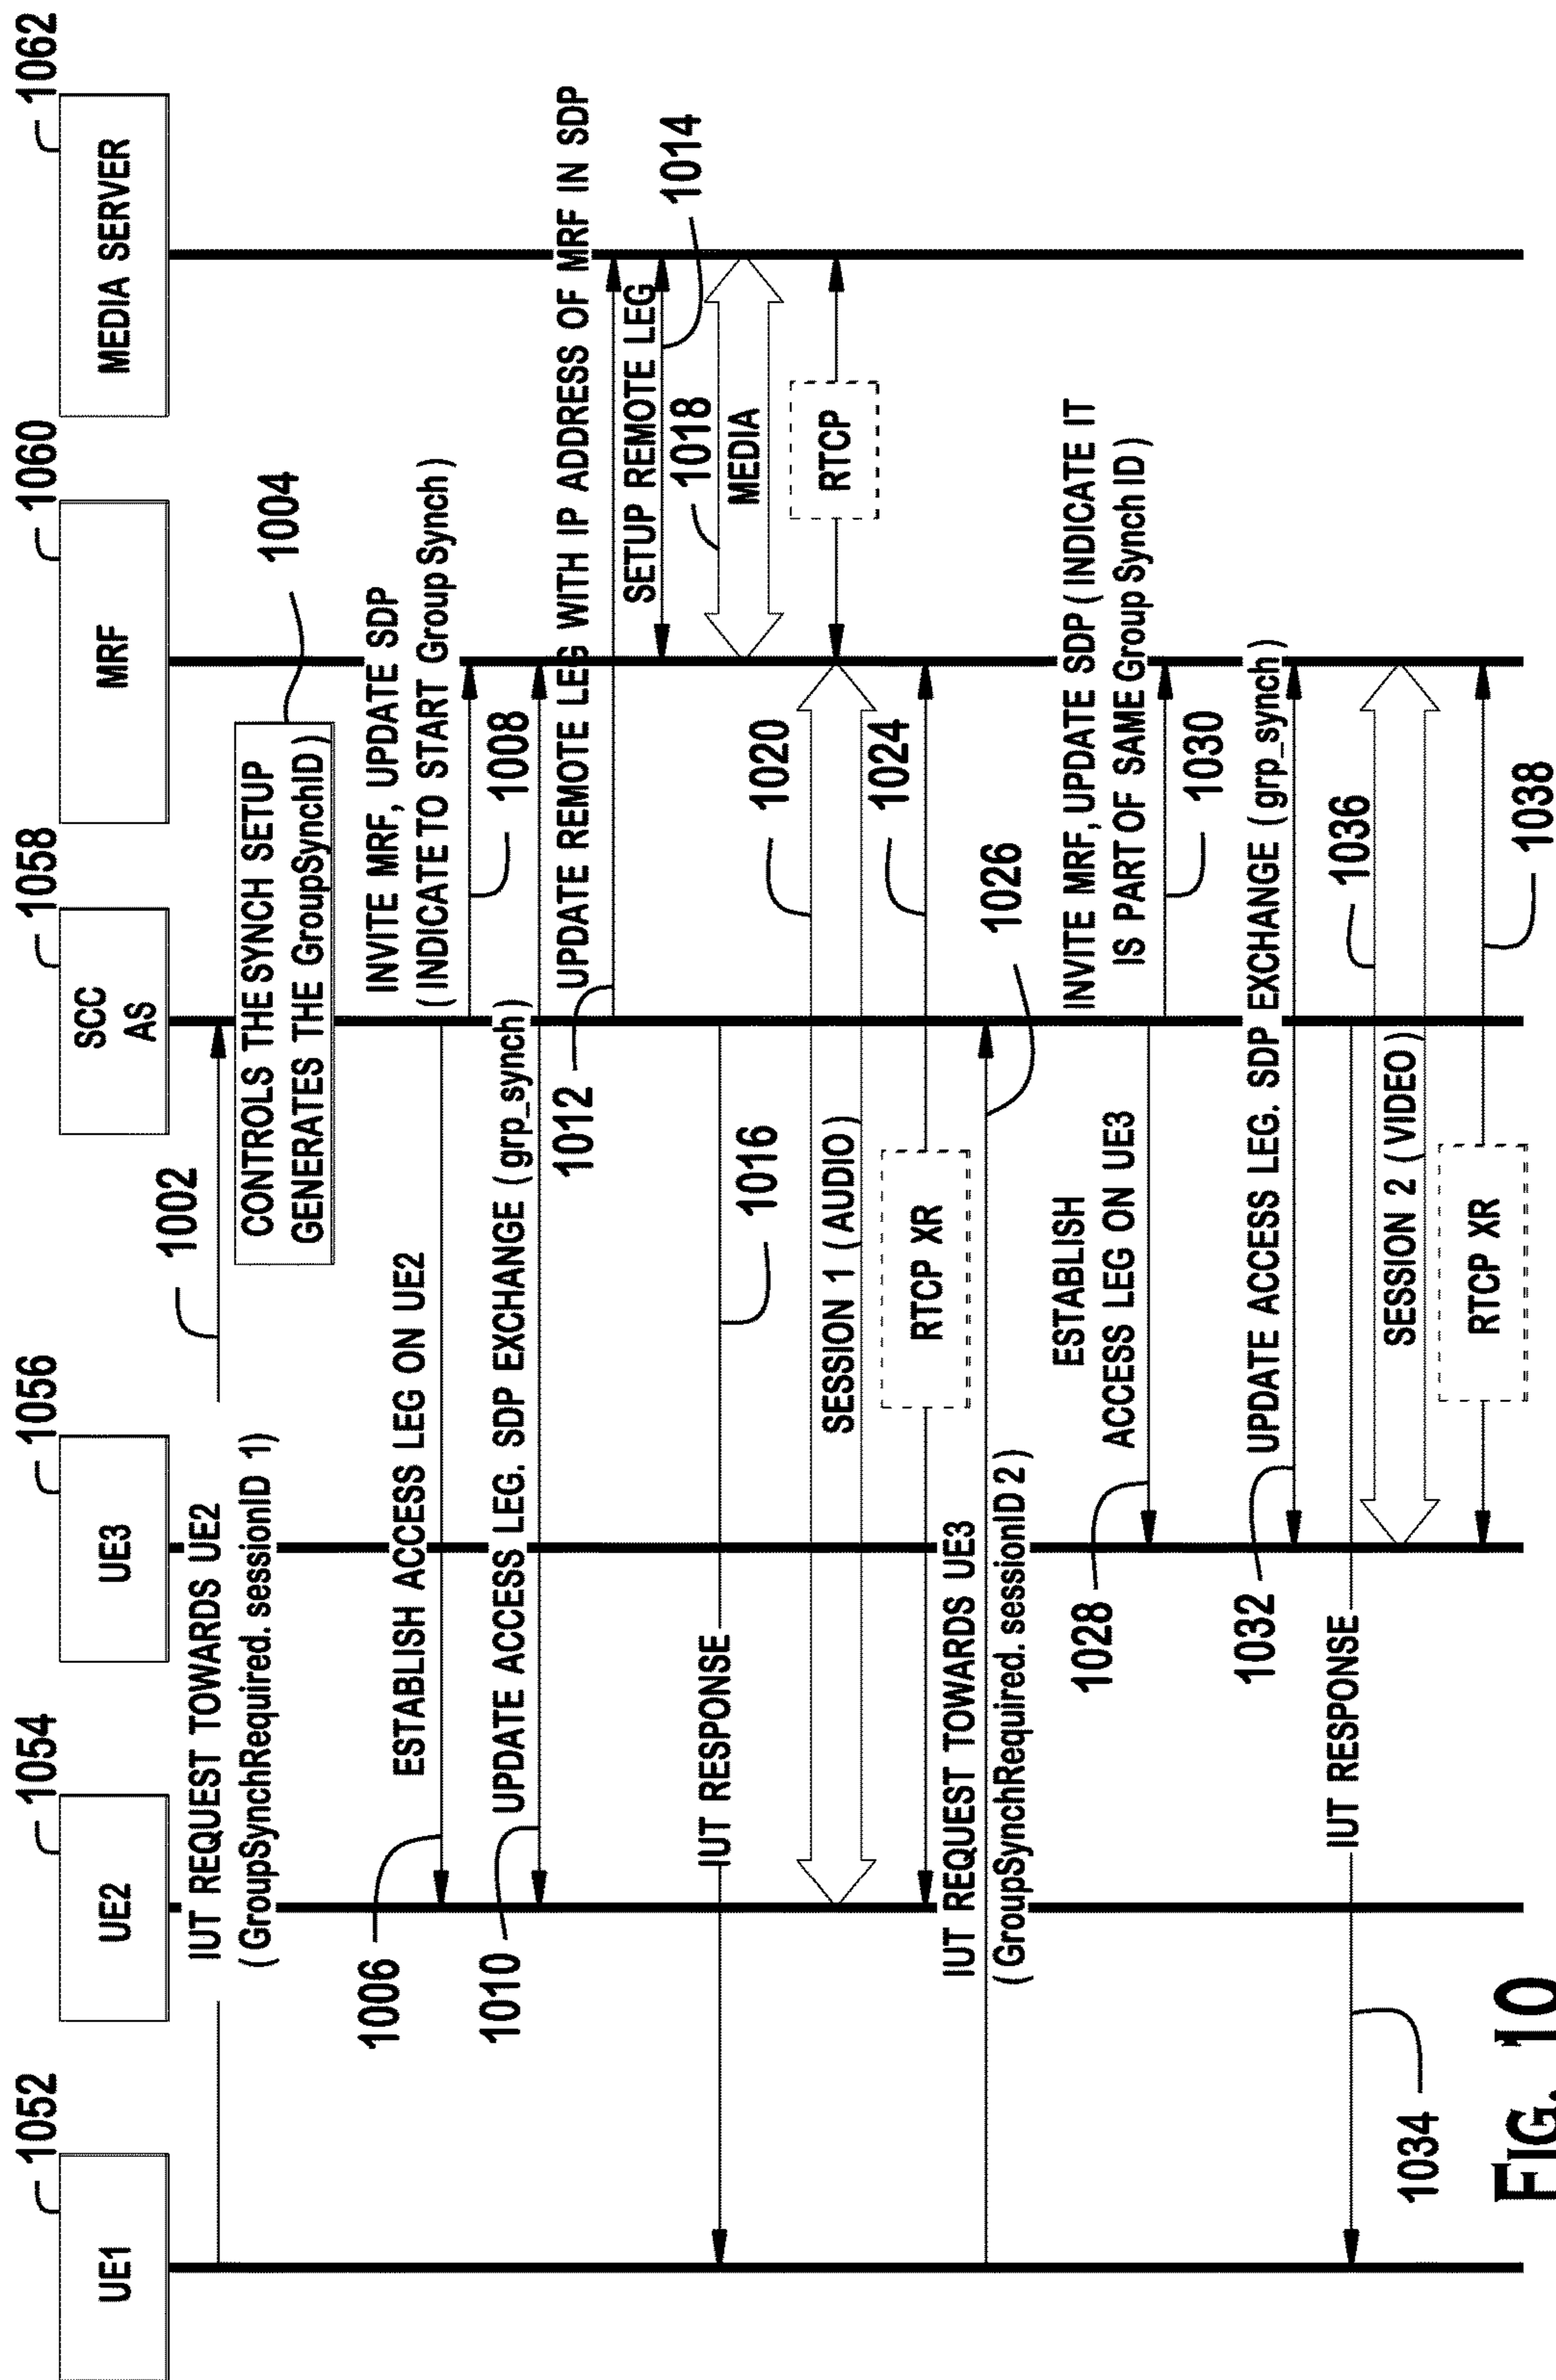 1052
UE1
1054
UE2
1056
UE3
1058
SCC
AS
1060
MRF
1062
MEDIA SERVER
IUT REQUEST TOWARDS UE2
(GroupSynchRequired. sessionID 1)
1002
CONTROLS THE SYNCH SETUP
GENERATES THE GroupSynchID)
1004
1006
ESTABLISH ACCESS LEG ON UE2
INVITE MRF, UPDATE SDP
(INDICATE TO START Group Synch)
1008
1010
UPDATE ACCESS LEG. SDP EXCHANGE (grp_synch)
1012
UPDATE REMOTE LEG WITH IP ADDRESS OF MRF IN SDP
SETUP REMOTE LEG
1014
IUT RESPONSE
1016
1018
MEDIA
SESSION 1 (AUDIO)
1020
RTCP
RTCP XR
1024
IUT REQUEST TOWARDS UE3
(GroupSynchRequired. sessionID 2)
1026
1028
ESTABLISH
ACCESS LEG ON UE3
INVITE MRF, UPDATE SDP (INDICATE IT
IS PART OF SAME Group Synch ID)
1030
1032
UPDATE ACCESS LEG. SDP EXCHANGE (grp_synch)
1034
IUT RESPONSE
SESSION 2 (VIDEO)
1036
RTCP XR
1038
FIG. 10